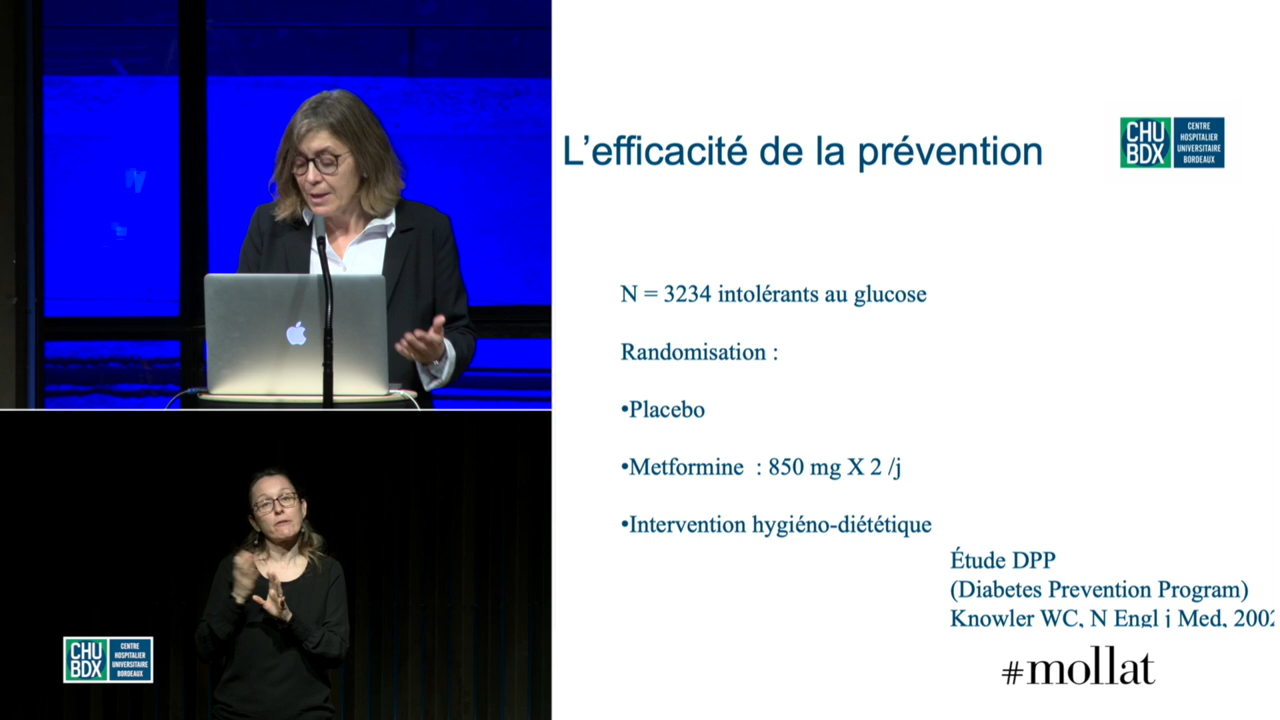 L'efficacité de la prévention
CHU
BDX
CENTRE
HOSPITALIER
UNIVERSITAIRE
BORDEAUX
N = 3234 intolérants au glucose
Randomisation :
•Placebo
•Metformine : 850 mg X 2 /j
•Intervention hygiéno-diététique
Étude DPP
(Diabetes Prevention Program)
Knowler WC, N Engl j Med, 2002
#mollat
CHU
BDX
CENTRE
HOSPITALIER
UNIVERSITAIRE
BORDEAUX